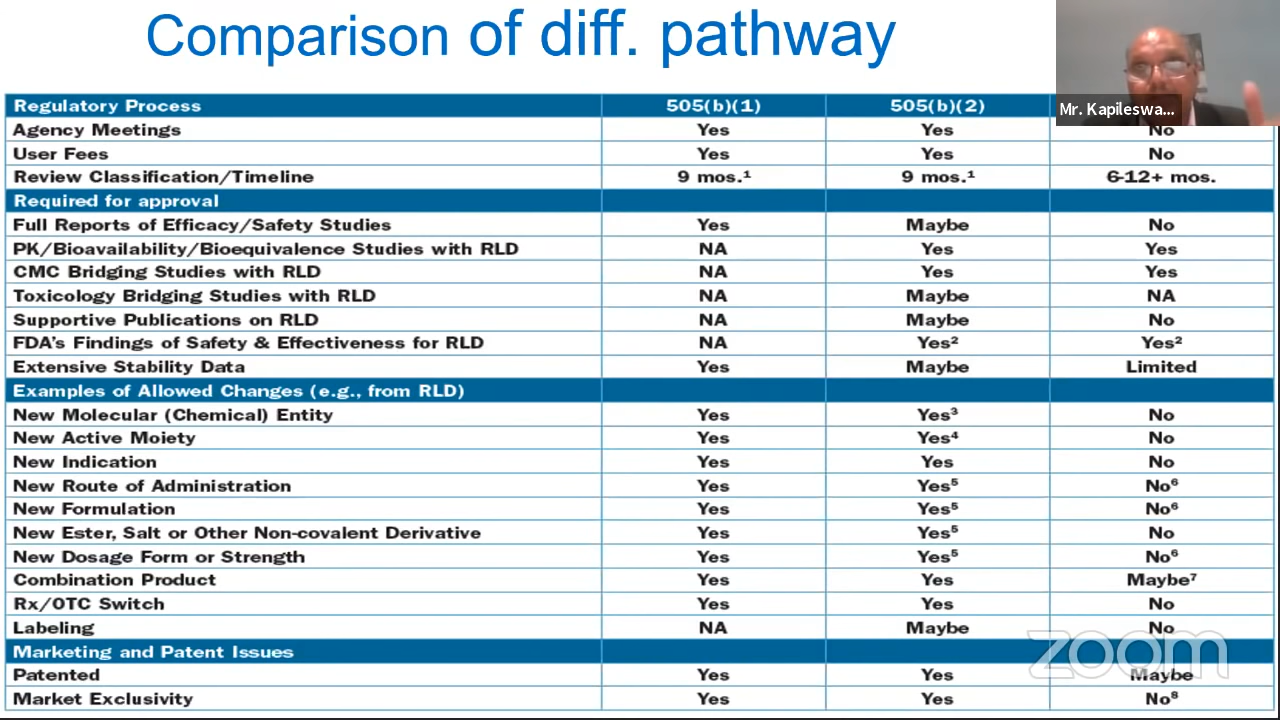 Comparison of diff. pathway
Mr. Kapileswa...
Regulatory Process 505(b)(1) 505(b)(2)
Agency Meetings Yes Yes No
User Fees Yes Yes No
Review Classification/Timeline 9 mos.¹ 9 mos.¹ 6-12+ mos.
Required for approval
Full Reports of Efficacy/Safety Studies Yes Maybe No
PK/Bioavailability/Bioequivalence Studies with RLD NA Yes Yes
CMC Bridging Studies with RLD NA Yes Yes
Toxicology Bridging Studies with RLD NA Maybe NA
Supportive Publications on RLD NA Maybe No
FDA's Findings of Safety & Effectiveness for RLD NA Yes² Yes²
Extensive Stability Data Yes Maybe Limited
Examples of Allowed Changes (e.g., from RLD)
New Molecular (Chemical) Entity Yes Yes³ No
New Active Moiety Yes Yes⁴ No
New Indication Yes Yes No
New Route of Administration Yes Yes⁵ No⁶
New Formulation Yes Yes⁵ No⁶
New Ester, Salt or Other Non-covalent Derivative Yes Yes⁵ No
New Dosage Form or Strength Yes Yes⁵ No⁶
Combination Product Yes Yes Maybe⁷
Rx/OTC Switch Yes Yes No
Labeling NA Maybe No
Marketing and Patent Issues
zoom
Patented Yes Yes Maybe
Market Exclusivity Yes Yes No⁸